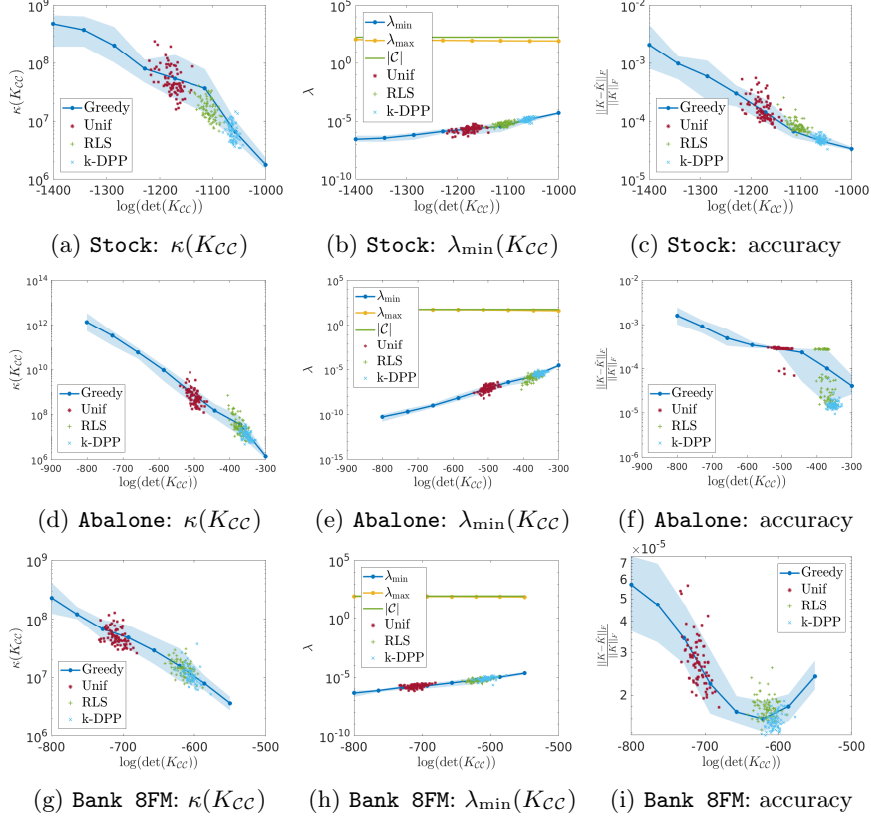 10^9
10^8
10^7
10^6
κ(K_CC)
Greedy
Unif
RLS
k-DPP
-1400 -1300 -1200 -1100 -1000
log(det(K_CC))
10^5
10^0
10^-5
10^-10
λ
λ_min
λ_max
|C|
Unif
RLS
k-DPP
-1400 -1300 -1200 -1100 -1000
log(det(K_CC))
10^-2
10^-3
10^-4
10^-5
||K-K̂||_F
||K||_F
Greedy
Unif
RLS
k-DPP
-1400 -1300 -1200 -1100 -1000
log(det(K_CC))
(a) Stock: κ(K_CC)
(b) Stock: λ_min(K_CC)
(c) Stock: accuracy
10^14
10^12
10^10
10^8
10^6
κ(K_CC)
Greedy
Unif
RLS
k-DPP
-900 -800 -700 -600 -500 -400 -300
log(det(K_CC))
10^5
10^0
10^-5
10^-10
10^-15
λ
λ_min
λ_max
|C|
Unif
RLS
k-DPP
-900 -800 -700 -600 -500 -400 -300
log(det(K_CC))
10^-2
10^-3
10^-4
10^-5
10^-6
||K-K̂||_F
||K||_F
Greedy
Unif
RLS
k-DPP
-900 -800 -700 -600 -500 -400 -300
log(det(K_CC))
(d) Abalone: κ(K_CC)
(e) Abalone: λ_min(K_CC)
(f) Abalone: accuracy
10^9
10^8
10^7
10^6
κ(K_CC)
Greedy
Unif
RLS
k-DPP
-800 -700 -600 -500
log(det(K_CC))
10^5
10^0
10^-5
10^-10
λ
λ_min
λ_max
|C|
Unif
RLS
k-DPP
-800 -700 -600 -500
log(det(K_CC))
×10^-5
7
6
5
4
3
2
||K-K̂||_F
||K||_F
Greedy
Unif
RLS
k-DPP
-800 -700 -600 -500
log(det(K_CC))
(g) Bank 8FM: κ(K_CC)
(h) Bank 8FM: λ_min(K_CC)
(i) Bank 8FM: accuracy